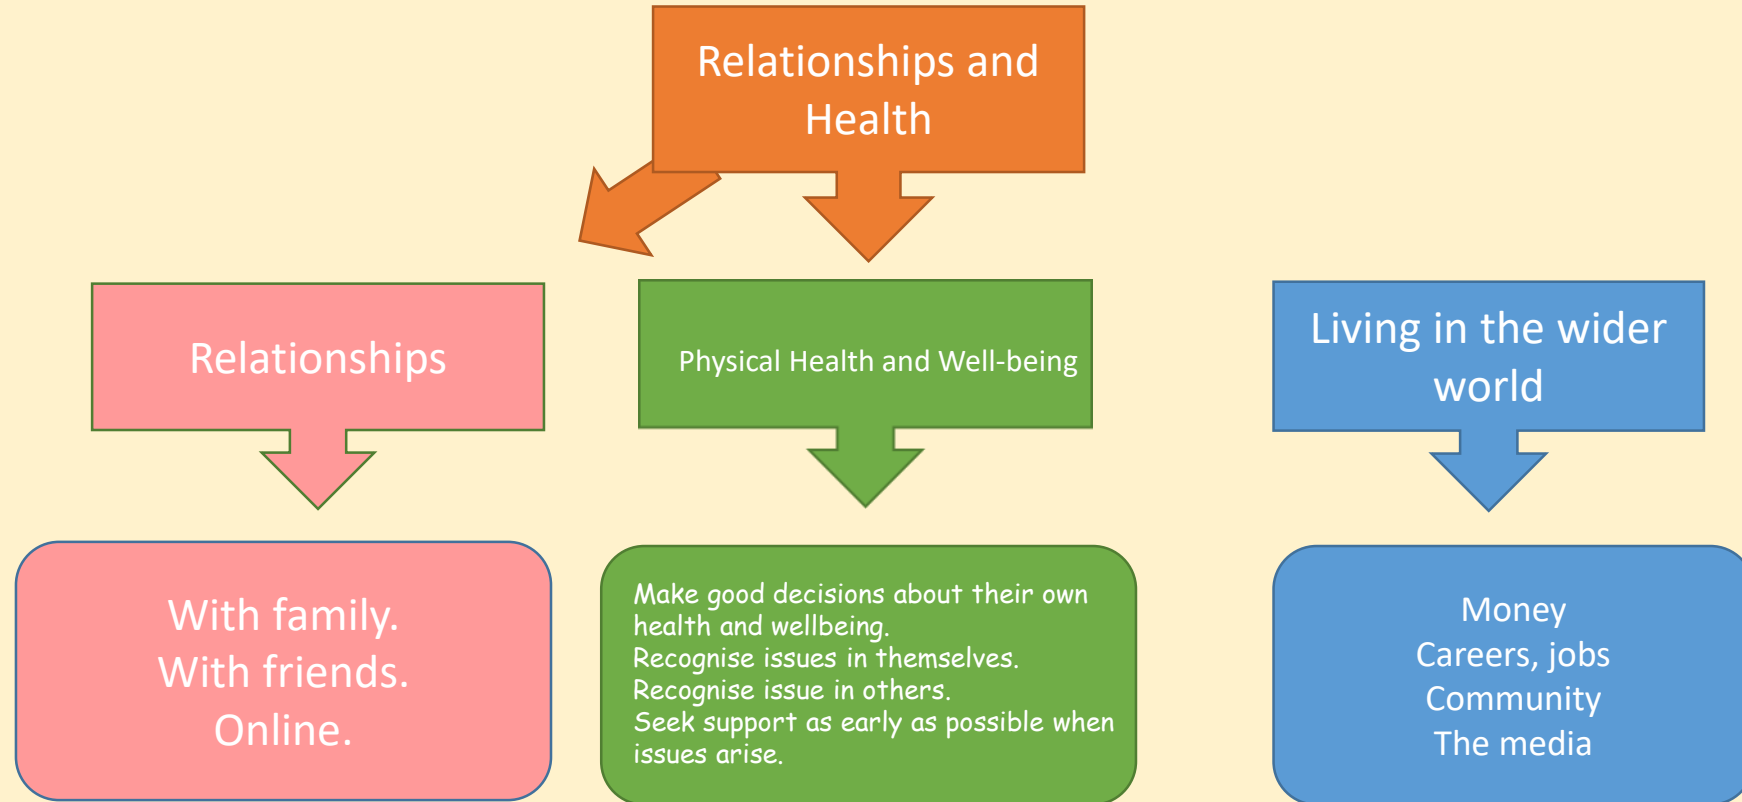 Relationships and
Health
Relationships
Physical Health and Well-being
Living in the wider
world
With family.
With friends.
Online.
Make good decisions about their own
health and wellbeing.
Recognise issues in themselves.
Recognise issue in others.
Seek support as early as possible when
issues arise.
Money
Careers, jobs
Community
The media